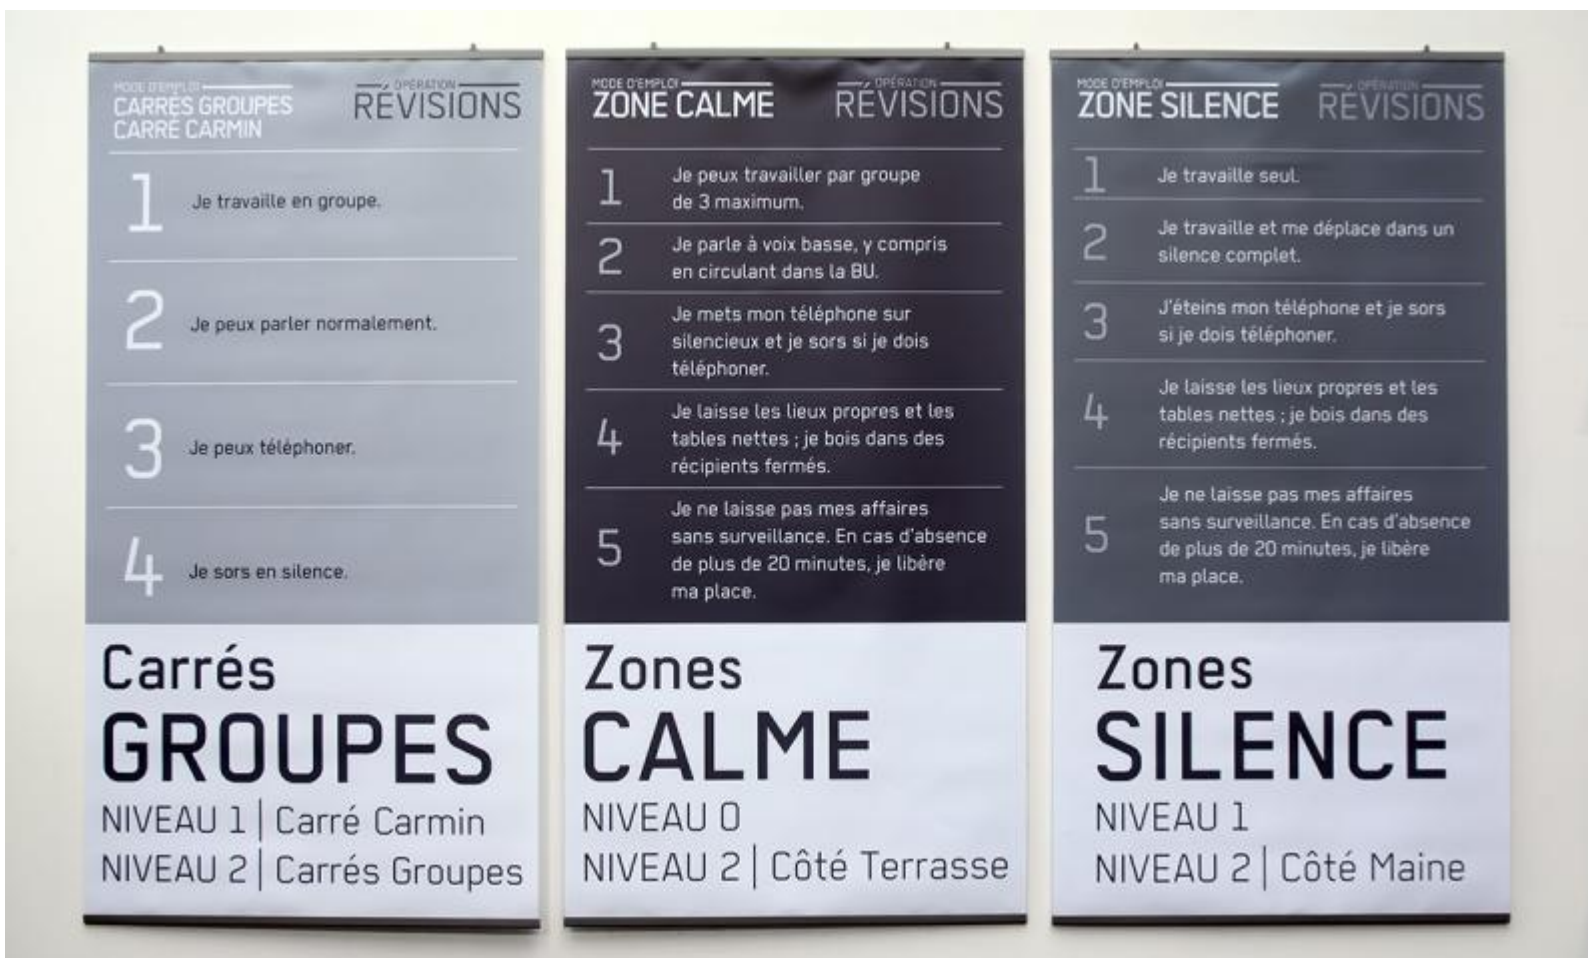 MODE D'EMPLOI
CARRÉS GROUPES
CARRÉ CARMIN
OPÉRATION
RÉVISIONS
1
Je travaille en groupe.
2
Je peux parler normalement.
3
Je peux téléphoner.
4
Je sors en silence.
Carrés
GROUPES
NIVEAU 1 | Carré Carmin
NIVEAU 2 | Carrés Groupes
MODE D'EMPLOI
ZONE CALME
OPÉRATION
RÉVISIONS
1
Je peux travailler par groupe
de 3 maximum.
2
Je parle à voix basse, y compris
en circulant dans la BU.
3
Je mets mon téléphone sur
silencieux et je sors si je dois
téléphoner.
4
Je laisse les lieux propres et les
tables nettes ; je bois dans des
récipients fermés.
5
Je ne laisse pas mes affaires
sans surveillance. En cas d'absence
de plus de 20 minutes, je libère
ma place.
Zones
CALME
NIVEAU 0
NIVEAU 2 | Côté Terrasse
MODE D'EMPLOI
ZONE SILENCE
OPÉRATION
RÉVISIONS
1
Je travaille seul.
2
Je travaille et me déplace dans un
silence complet.
3
J'éteins mon téléphone et je sors
si je dois téléphoner.
4
Je laisse les lieux propres et les
tables nettes ; je bois dans des
récipients fermés.
5
Je ne laisse pas mes affaires
sans surveillance. En cas d'absence
de plus de 20 minutes, je libère
ma place.
Zones
SILENCE
NIVEAU 1
NIVEAU 2 | Côté Maine